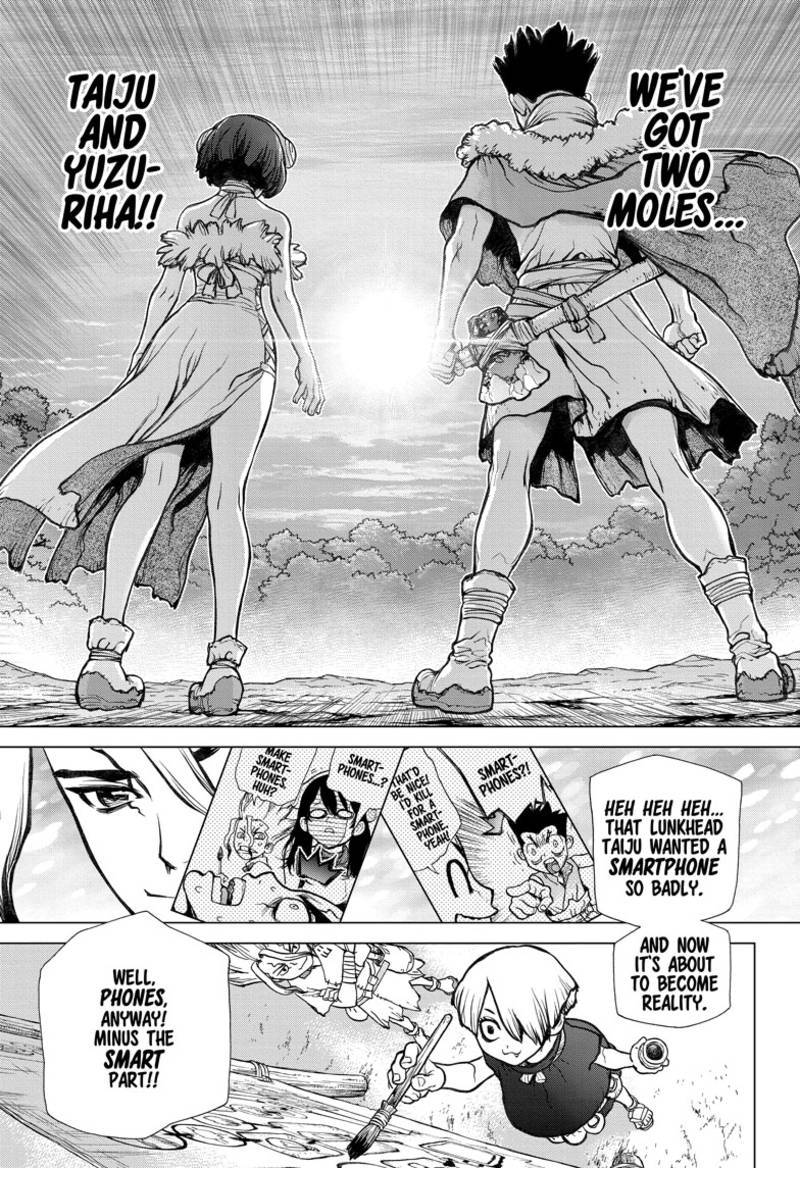 WE'VE
GOT
TWO
MOLES...
TAIJU
AND
YUZU-
RIHA!!
HEH HEH HEH...
THAT LUNKHEAD
TAIJU WANTED A
SMARTPHONE
SO BADLY.
AND NOW
IT'S ABOUT
TO BECOME
REALITY.
SMART-
PHONES?!
THAT'D
BE NICE!
I'D KILL
FOR A
SMART-
PHONE,
YEAH!
SMART-
PHONES...?
MAKE
SMART-
PHONES,
HUH?
WELL,
PHONES,
ANYWAY!
MINUS THE
SMART
PART!!